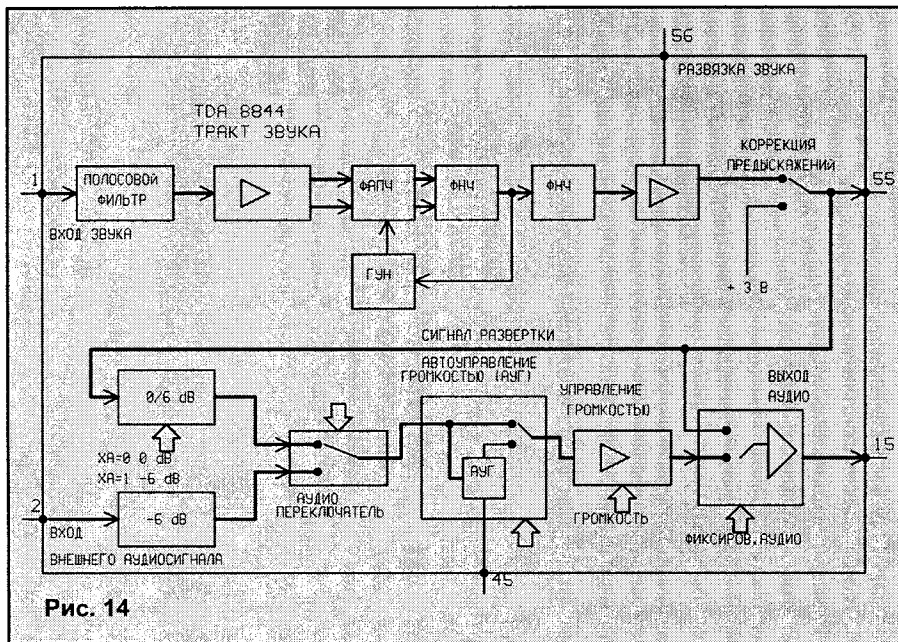 56
РАЗВЯЗКА ЗВУКА
TDA 8844
ТРАКТ ЗВУКА
КОРРЕКЦИЯ
ПРЕДЫСКАЖЕНИЙ
1
ПОЛОСОВОЙ
ФИЛЬТР
ФАПЧ
ФНЧ
ФНЧ
55
ВХОД ЗВУКА
ГУН
+ 3 В
СИГНАЛ РАЗВЕРТКИ
АВТОУПРАВЛЕНИЕ
ГРОМКОСТЬЮ (АУГ)
УПРАВЛЕНИЕ
ГРОМКОСТЬЮ
ВЫХОД
АУДИО
0/6 dB
XA=0 0 dB
XA=1 -6 dB
АУГ
15
2
ВХОД
-6 dB
АУДИО
ПЕРЕКЛЮЧАТЕЛЬ
ГРОМКОСТЬ
ФИКСИРОВ.АУДИО
ВНЕШНЕГО АУДИОСИГНАЛА
45
Рис. 14